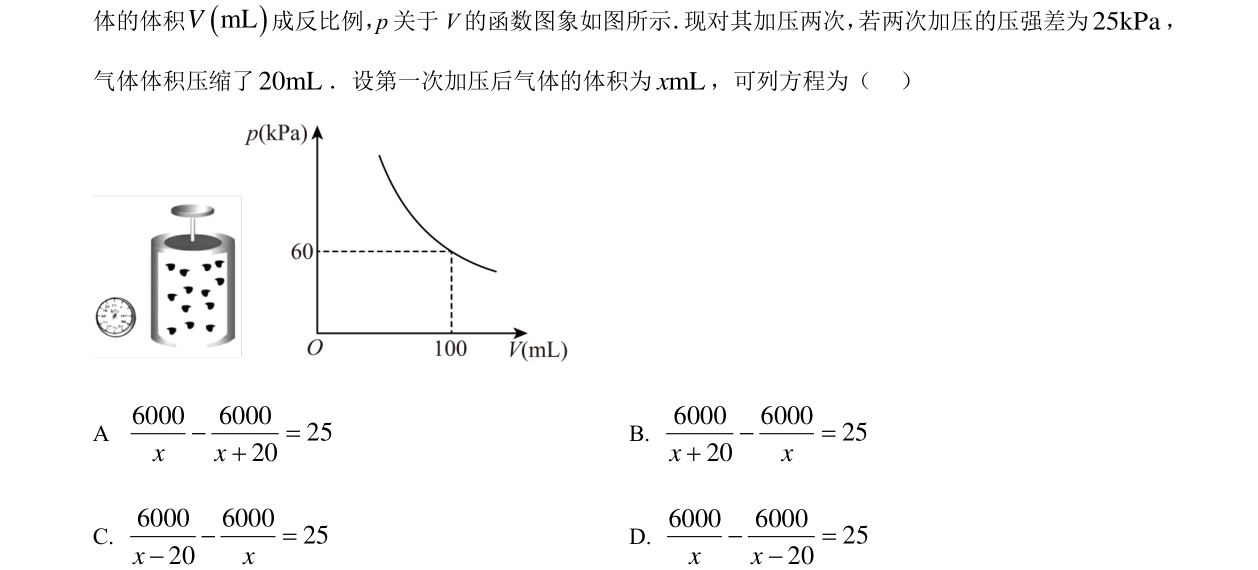 体的体积V(mL)成反比例,p关于V的函数图象如图所示.现对其加压两次,若两次加压的压强差为25kPa,
气体体积压缩了20mL.设第一次加压后气体的体积为xmL,可列方程为( )
p(kPa)
60
O 100 V(mL)
A 6000/x − 6000/(x+20) = 25 B. 6000/(x+20) − 6000/x = 25
C. 6000/(x−20) − 6000/x = 25 D. 6000/x − 6000/(x−20) = 25